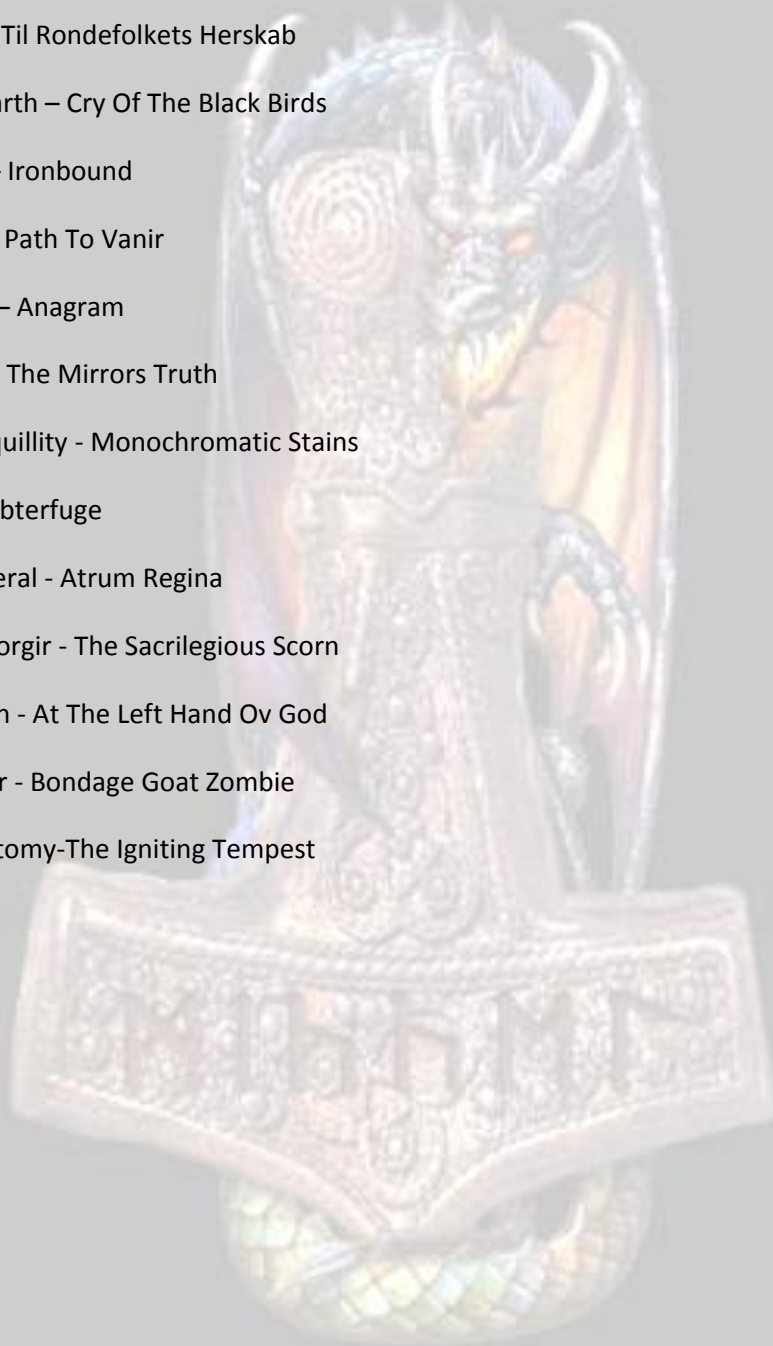 Til Rondefolkets Herskab
arth – Cry Of The Black Birds
- Ironbound
Path To Vanir
– Anagram
The Mirrors Truth
quillity - Monochromatic Stains
bterfuge
eral - Atrum Regina
orgir - The Sacrilegious Scorn
n - At The Left Hand Ov God
r - Bondage Goat Zombie
tomy-The Igniting Tempest